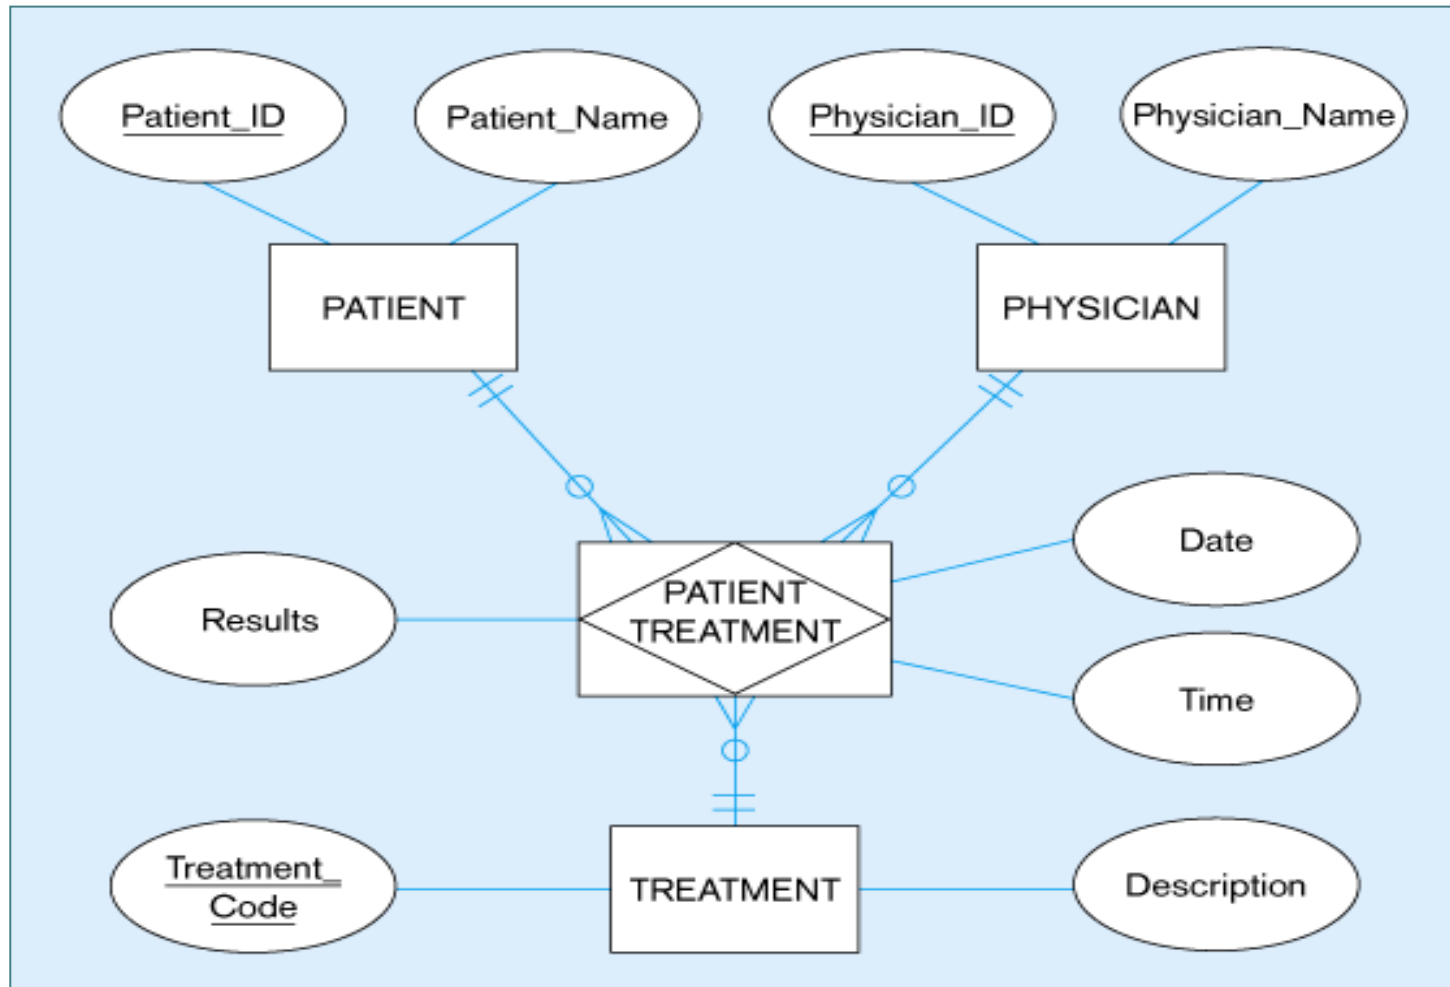 Patient_ID
Patient_Name
Physician_ID
Physician_Name
PATIENT
PHYSICIAN
Date
PATIENT
TREATMENT
Results
Time
Treatment_
Code
TREATMENT
Description